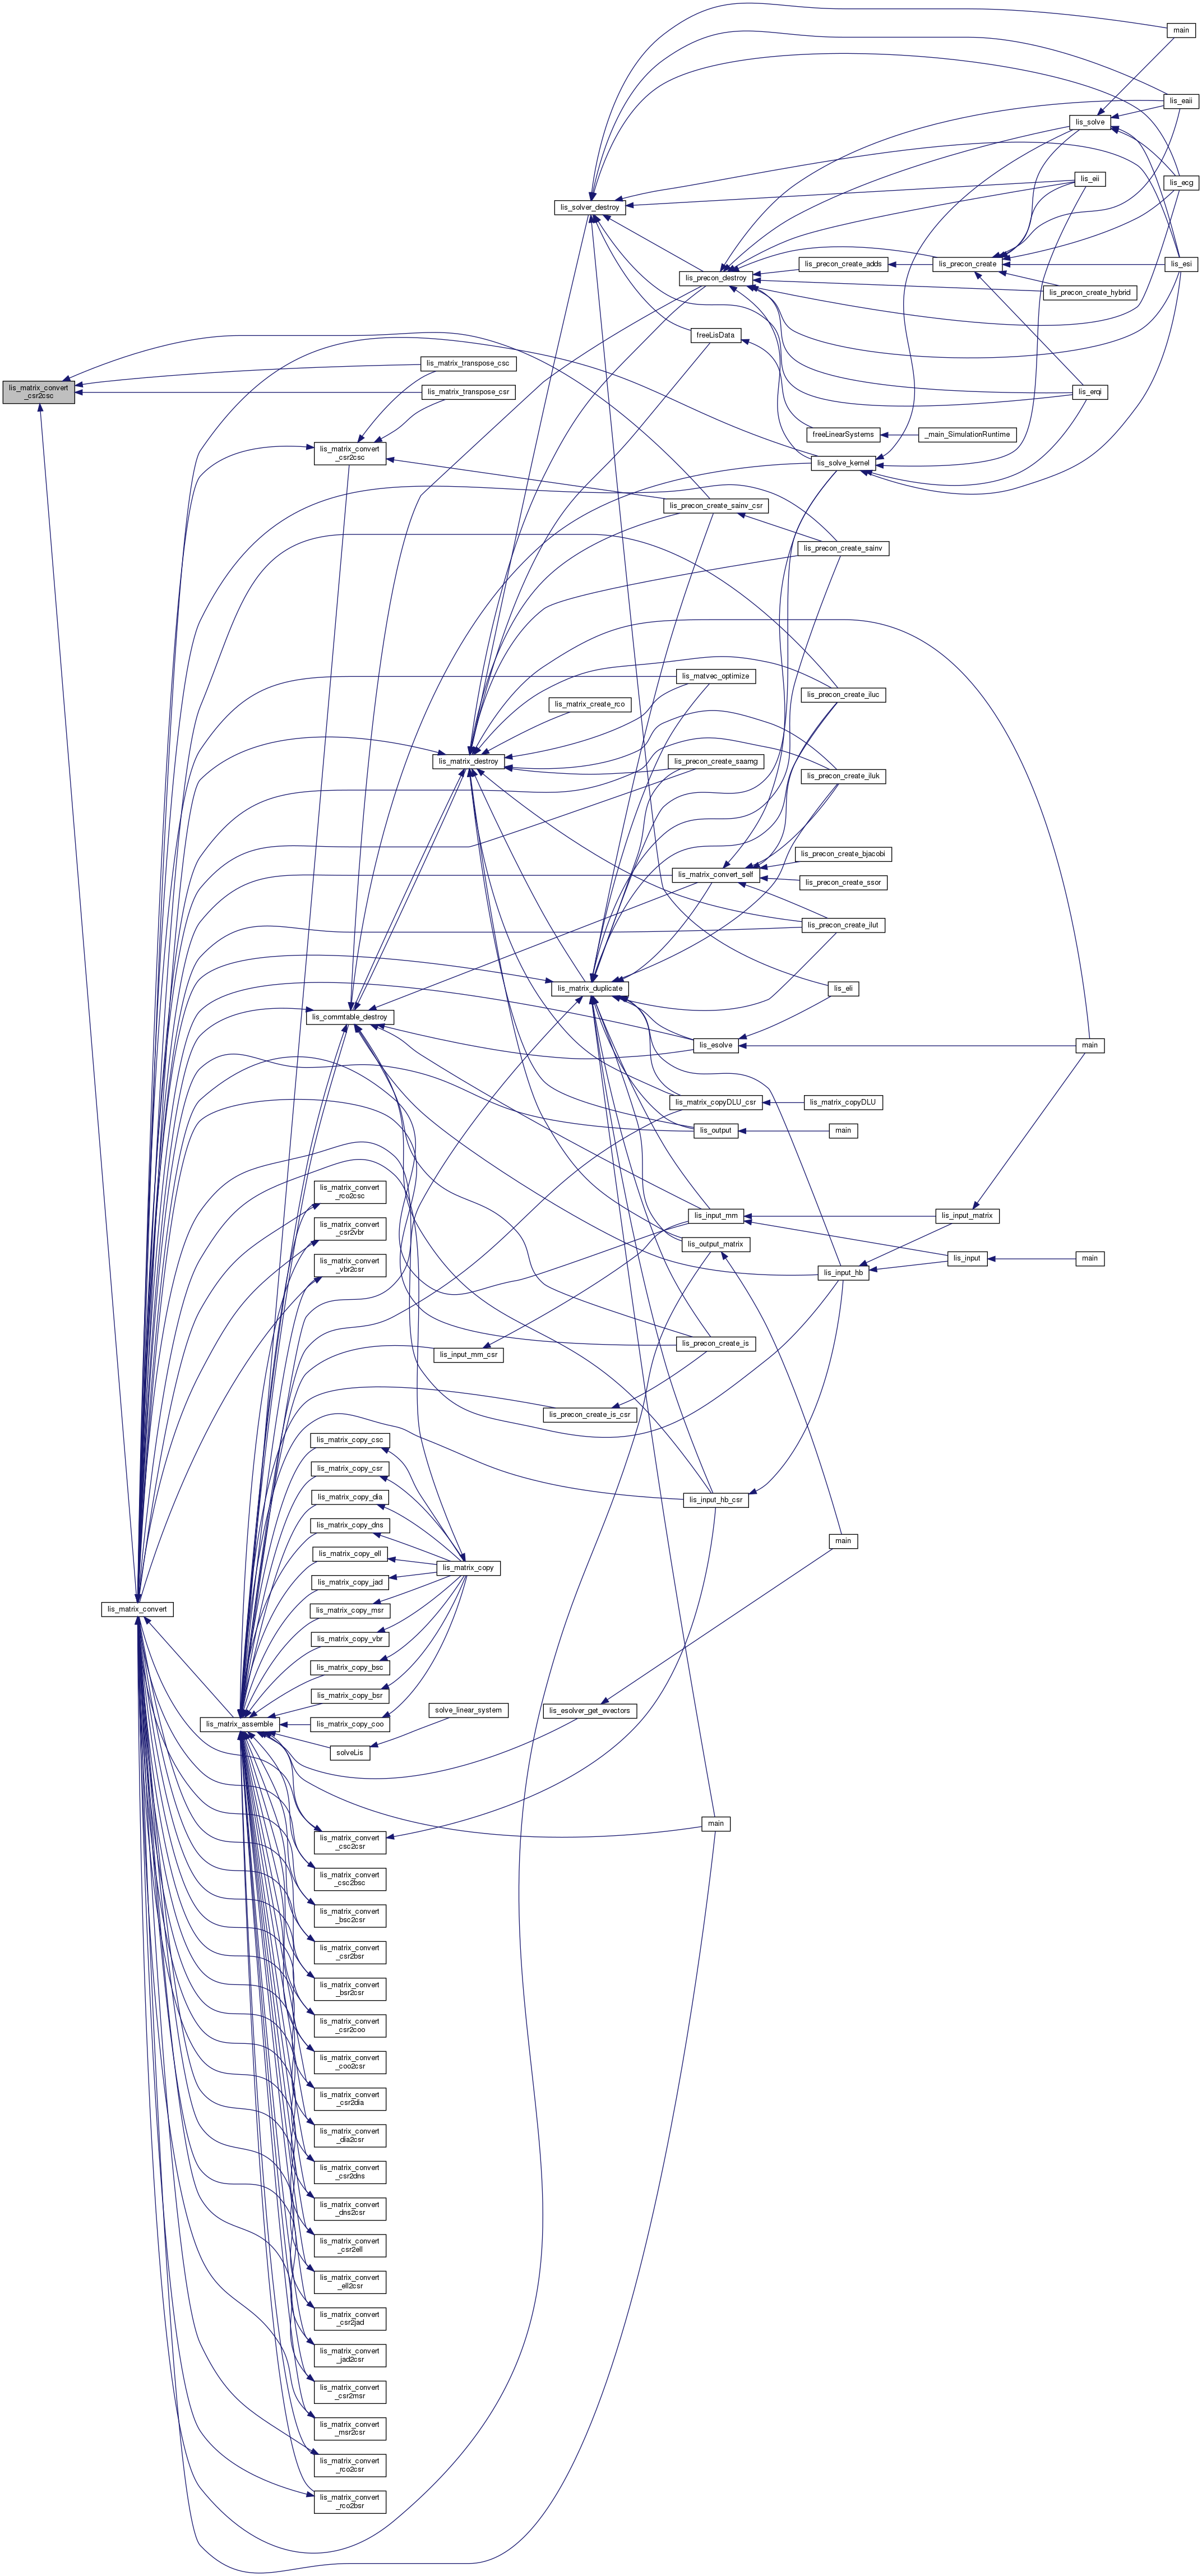 main
lis_eaii
lis_solve
lis_eii
lis_ecg
lis_solver_destroy
lis_precon_create_adds
lis_precon_create
lis_esi
lis_precon_destroy
lis_precon_create_hybrid
freeLisData
lis_matrix_transpose_csc
lis_matrix_convert
_csr2csc
lis_matrix_transpose_csr
lis_erqi
freeLinearSystems
_main_SimulationRuntime
lis_matrix_convert
_csr2csc
lis_solve_kernel
lis_precon_create_sainv_csr
lis_precon_create_sainv
lis_matvec_optimize
lis_precon_create_iluc
lis_matrix_create_rco
lis_matrix_destroy
lis_precon_create_saamg
lis_precon_create_iluk
lis_precon_create_bjacobi
lis_matrix_convert_self
lis_precon_create_ssor
lis_precon_create_ilut
lis_matrix_duplicate
lis_eli
lis_commtable_destroy
lis_esolve
main
lis_matrix_copyDLU_csr
lis_matrix_copyDLU
lis_output
main
lis_matrix_convert
_rco2csc
lis_input_mm
lis_input_matrix
lis_matrix_convert
_csr2vbr
lis_output_matrix
lis_matrix_convert
_vbr2csr
lis_input
main
lis_input_hb
lis_precon_create_is
lis_input_mm_csr
lis_precon_create_is_csr
lis_matrix_copy_csc
lis_matrix_copy_csr
lis_matrix_copy_dia
lis_input_hb_csr
lis_matrix_copy_dns
main
lis_matrix_copy_ell
lis_matrix_copy
lis_matrix_copy_jad
lis_matrix_convert
lis_matrix_copy_msr
lis_matrix_copy_vbr
lis_matrix_copy_bsc
lis_matrix_copy_bsr
solve_linear_system
lis_esolver_get_evectors
lis_matrix_assemble
lis_matrix_copy_coo
solveLis
main
lis_matrix_convert
_csc2csr
lis_matrix_convert
_csc2bsc
lis_matrix_convert
_bsc2csr
lis_matrix_convert
_csr2bsr
lis_matrix_convert
_bsr2csr
lis_matrix_convert
_csr2coo
lis_matrix_convert
_coo2csr
lis_matrix_convert
_csr2dia
lis_matrix_convert
_dia2csr
lis_matrix_convert
_csr2dns
lis_matrix_convert
_dns2csr
lis_matrix_convert
_csr2ell
lis_matrix_convert
_ell2csr
lis_matrix_convert
_csr2jad
lis_matrix_convert
_jad2csr
lis_matrix_convert
_csr2msr
lis_matrix_convert
_msr2csr
lis_matrix_convert
_rco2csr
lis_matrix_convert
_rco2bsr